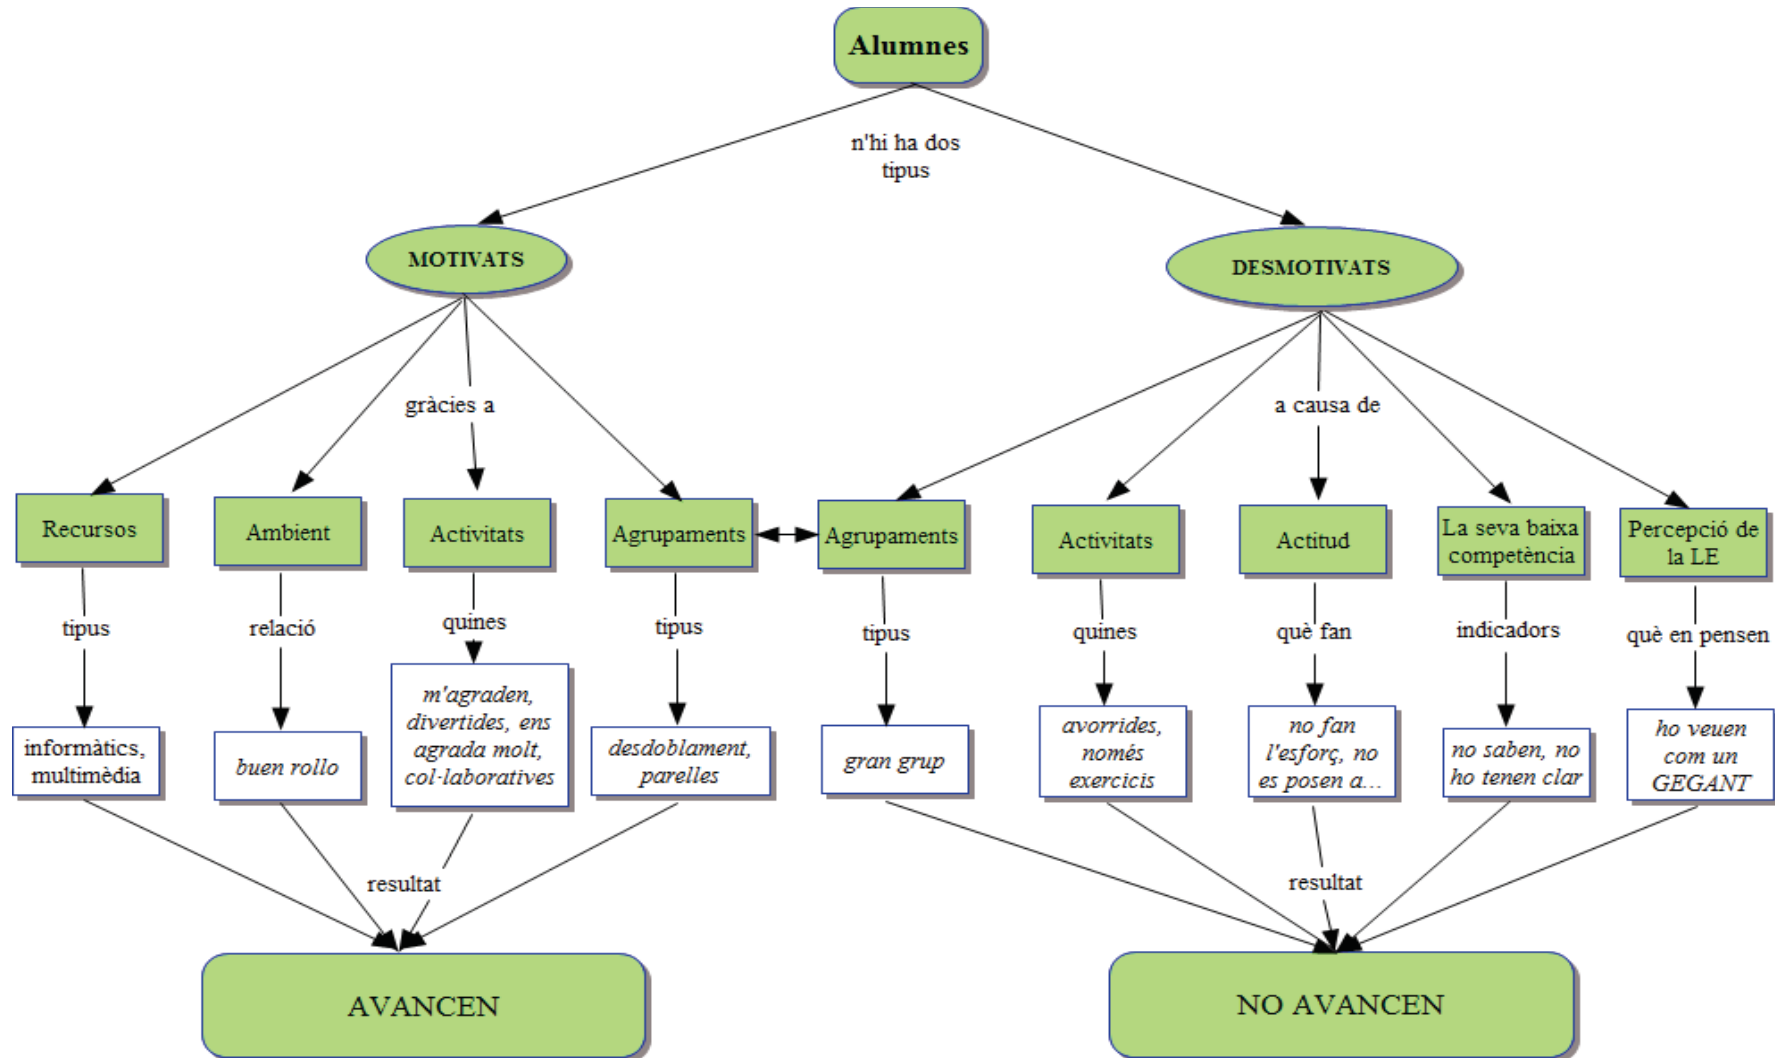 Alumnes
n'hi ha dos
tipus
MOTIVATS
DESMOTIVATS
gràcies a
a causa de
Recursos
Ambient
Activitats
Agrupaments
Agrupaments
Activitats
Actitud
La seva baixa
competència
Percepció de
la LE
tipus
relació
quines
tipus
tipus
quines
què fan
indicadors
què en pensen
informàtics,
multimèdia
buen rollo
m'agraden,
divertides, ens
agrada molt,
col·laboratives
desdoblament,
parelles
gran grup
avorrides,
només
exercicis
no fan
l'esforç, no
es posen a...
no saben, no
ho tenen clar
ho veuen
com un
GEGANT
resultat
resultat
AVANCEN
NO AVANCEN